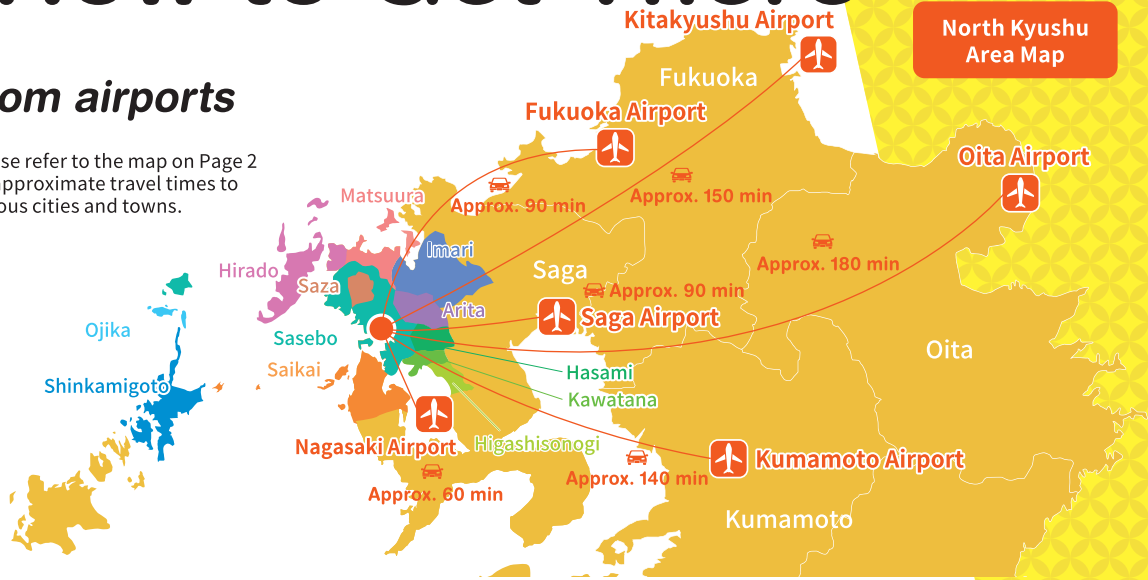 om airports
se refer to the map on Page 2
approximate travel times to
ous cities and towns.
North Kyushu
Area Map
Kitakyushu Airport
Fukuoka
Fukuoka Airport
Oita Airport
Matsuura
Approx. 90 min
Approx. 150 min
Imari
Approx. 180 min
Hirado
Saga
Saza
Approx. 90 min
Arita
Saga Airport
Ojika
Sasebo
Oita
Saikai
Hasami
Shinkamigoto
Kawatana
Nagasaki Airport
Higashisonogi
Kumamoto Airport
Approx. 60 min
Approx. 140 min
Kumamoto